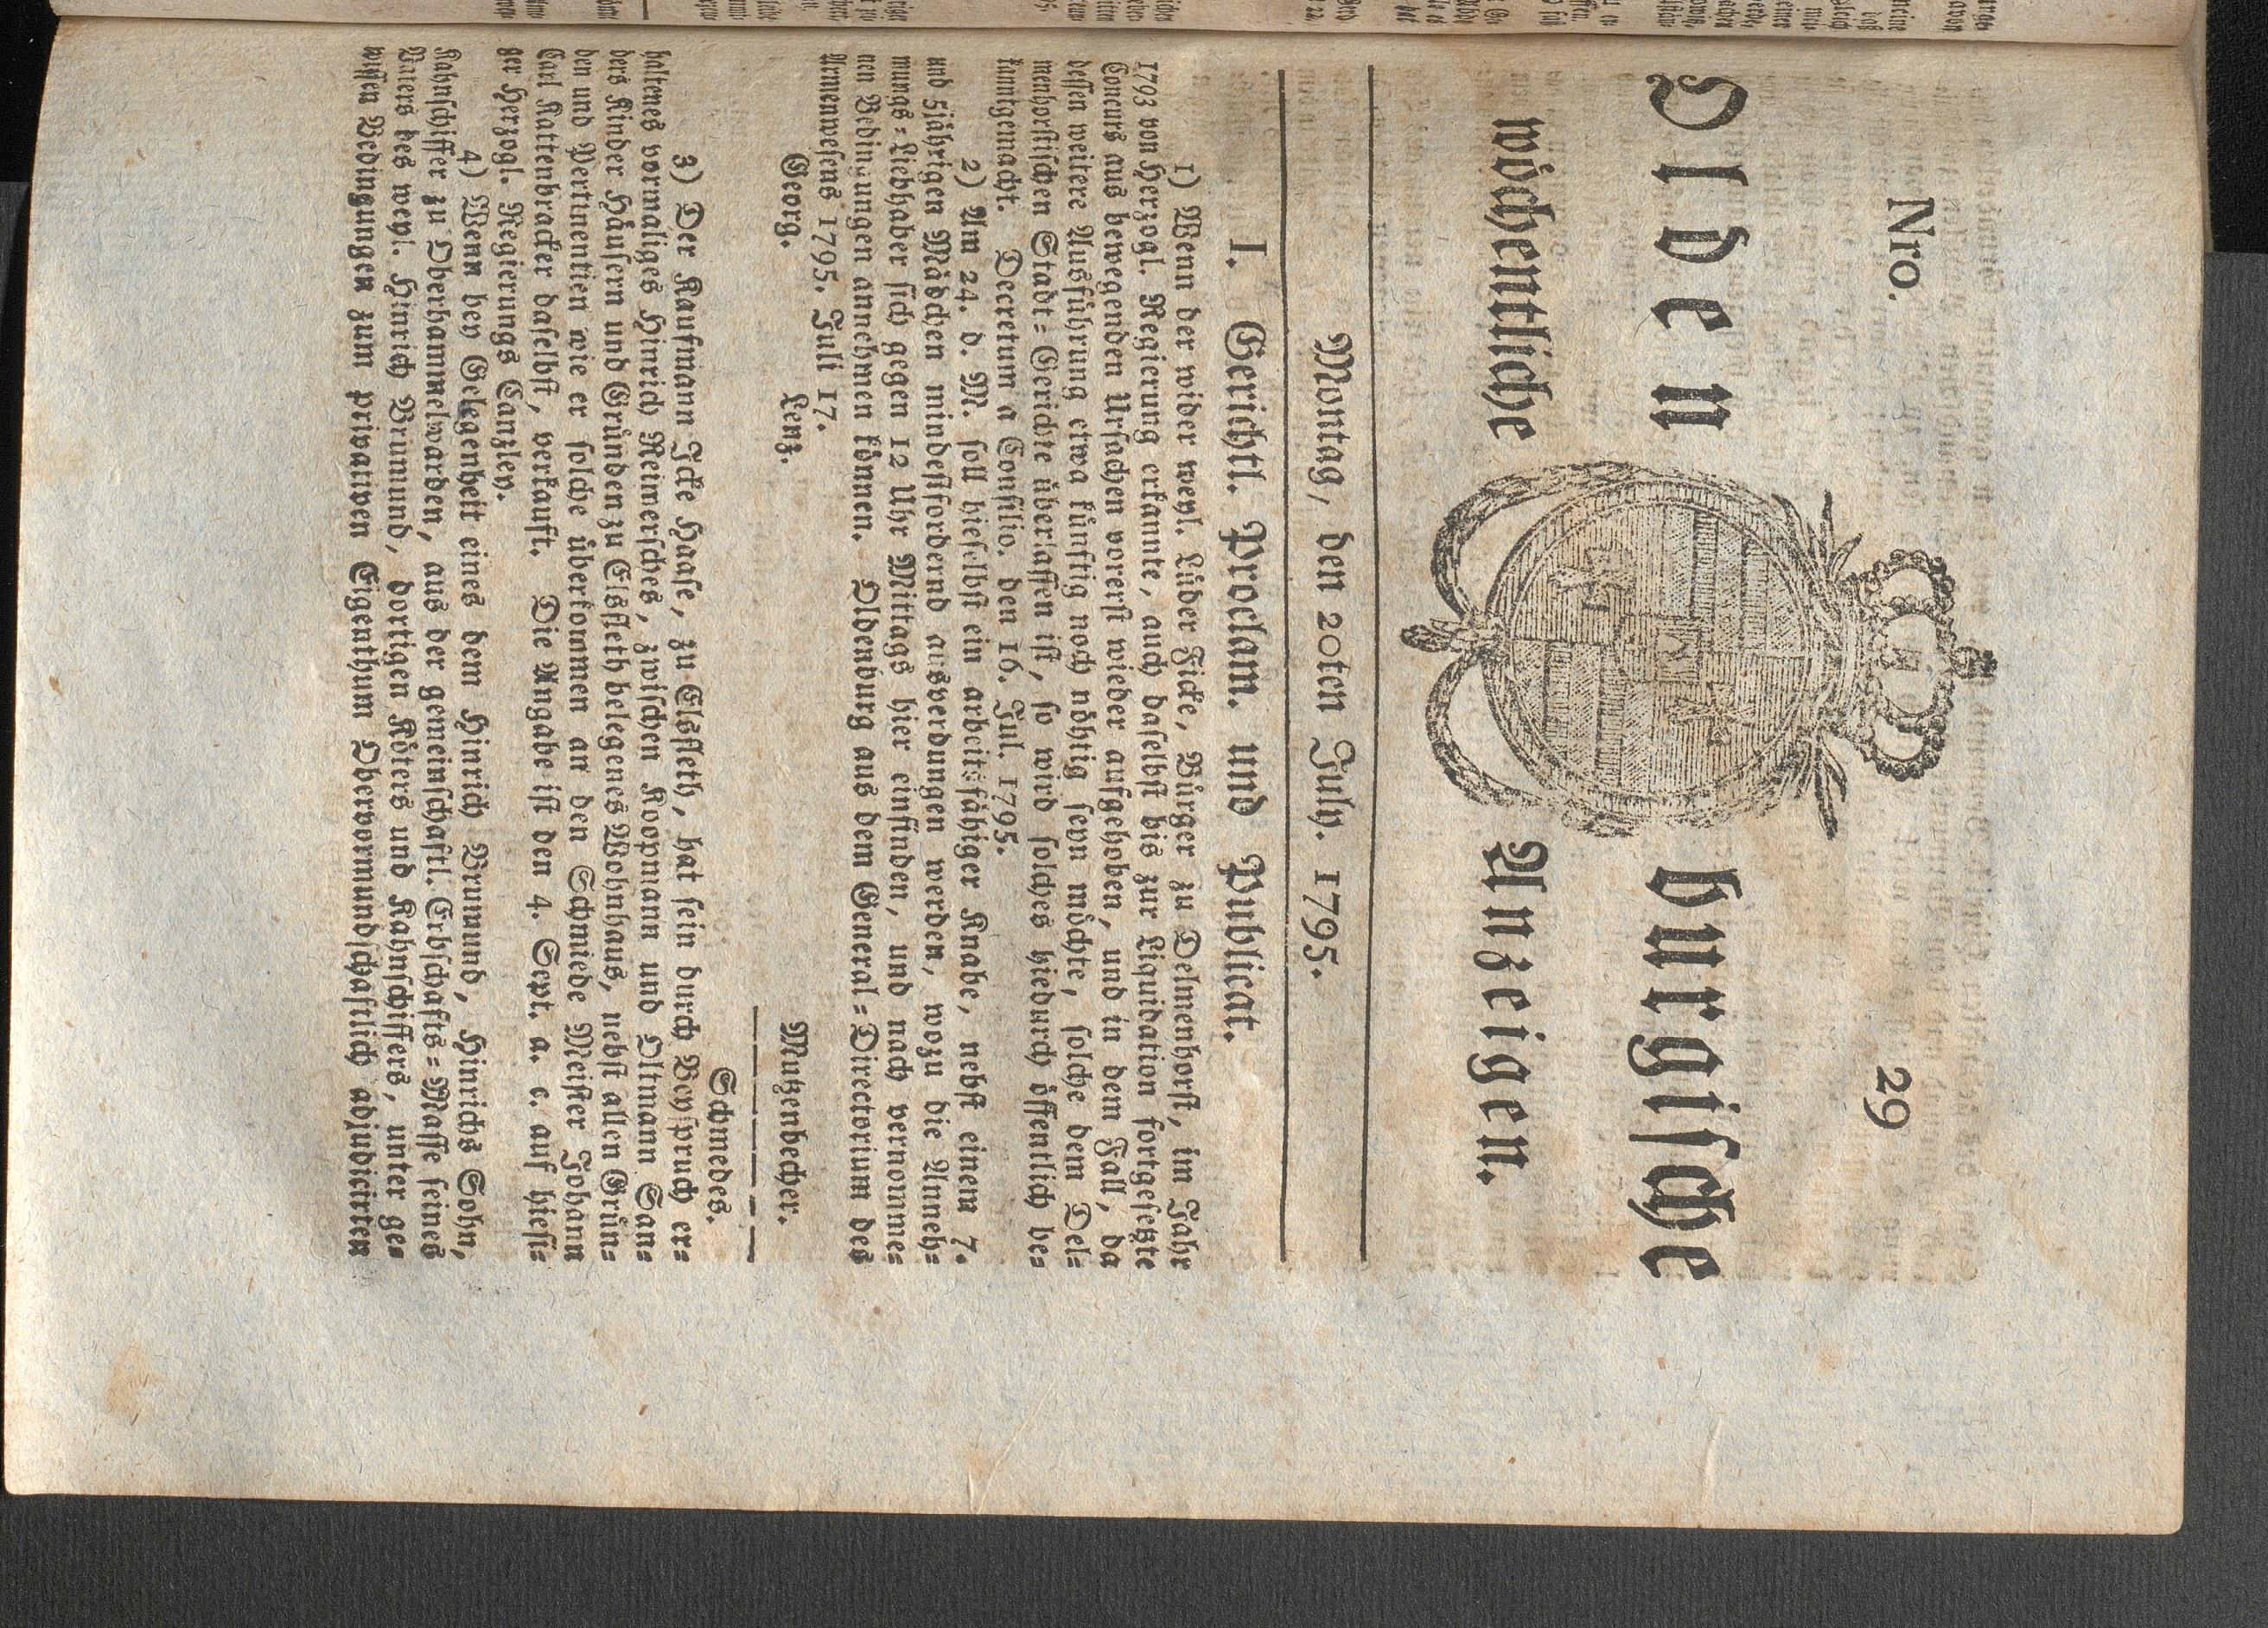 Nro. 29
Olden burgische
wöchentliche Anzeigen.
Montag, den 20ten July. 1795.
I. Gerichtl. Proclam. und Publicat.
1) Wenn der wider weyl. Lüder Ficke, Bürger zu Delmenhorst, im Jahr
1793 von Herzogl. Regierung erkannte, auch daselbst bis zur Liquidation fortgesetzte
Concurs aus bewegenden Ursachen vorerst wieder aufgehoben, und in dem Fall, da
dessen weitere Ausführung etwa künftig noch nöthig seyn möchte, solche dem Del=
menhorstischen Stadt=Gerichte überlassen ist, so wird solches hiedurch öffentlich be=
kanntgemacht. Decretum a Consilio. den 16. Jul. 1795.
2) Am 24. d. M. soll hieselbst ein arbeitsfähiger Knabe, nebst einem 7.
und 5jährigen Mädchen mindestfordernd ausverdungen werden, wozu die Anneh=
mungs=Liebhaber sich gegen 12 Uhr Mittags hier einfinden, und nach vernomme=
nen Bedingungen annehmen können. Oldenburg aus dem General=Directorium des
Armenwesens 1795. Juli 17.
Georg. Lenz. Mutzenbecher.
Schmedes.
3) Der Kaufmann Icke Haase, zu Elsfleth, hat sein durch Beyspruch er=
haltenes vormaliges Hinrich Reimersches, zwischen Koopmann und Oltmann San=
ders Kinder Häusern und Gründen zu Elsfleth belegenes Wohnhaus, nebst allen Grün=
den und Pertinentien wie er solche überkommen an den Schmiede Meister Johann
Carl Kattenbracker daselbst, verkauft. Die Angabe ist den 4. Sept. a. c. auf hiesi=
ger Herzogl. Regierungs Canzley.
4) Wenn bey Gelegenheit eines dem Hinrich Brumund, Hinrichs Sohn,
Kahnschiffer zu Oberhammelwarden, aus der gemeinschaftl. Erbschafts=Masse seines
Vaters des weyl. Hinrich Brumund, dortigen Köters und Kahnschiffers, unter ge=
wissen Bedingungen zum privativen Eigenthum Obervormundschaftlich adjudicirten